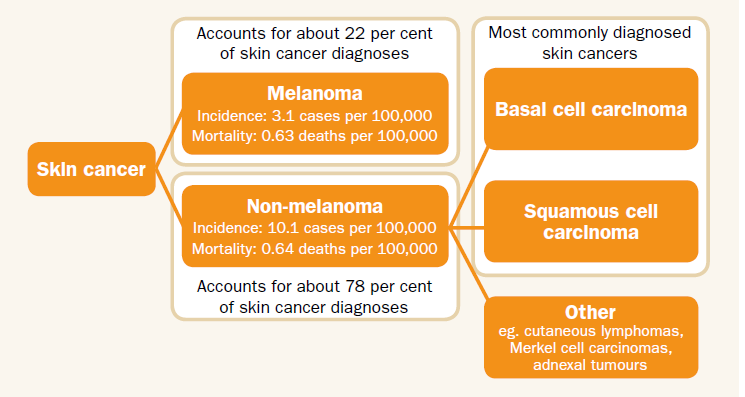 Skin cancer
Accounts for about 22 per cent
of skin cancer diagnoses
Melanoma
Incidence: 3.1 cases per 100,000
Mortality: 0.63 deaths per 100,000
Non-melanoma
Incidence: 10.1 cases per 100,000
Mortality: 0.64 deaths per 100,000
Accounts for about 78 per cent
of skin cancer diagnoses
Most commonly diagnosed
skin cancers
Basal cell carcinoma
Squamous cell
carcinoma
Other
eg. cutaneous lymphomas,
Merkel cell carcinomas,
adnexal tumours